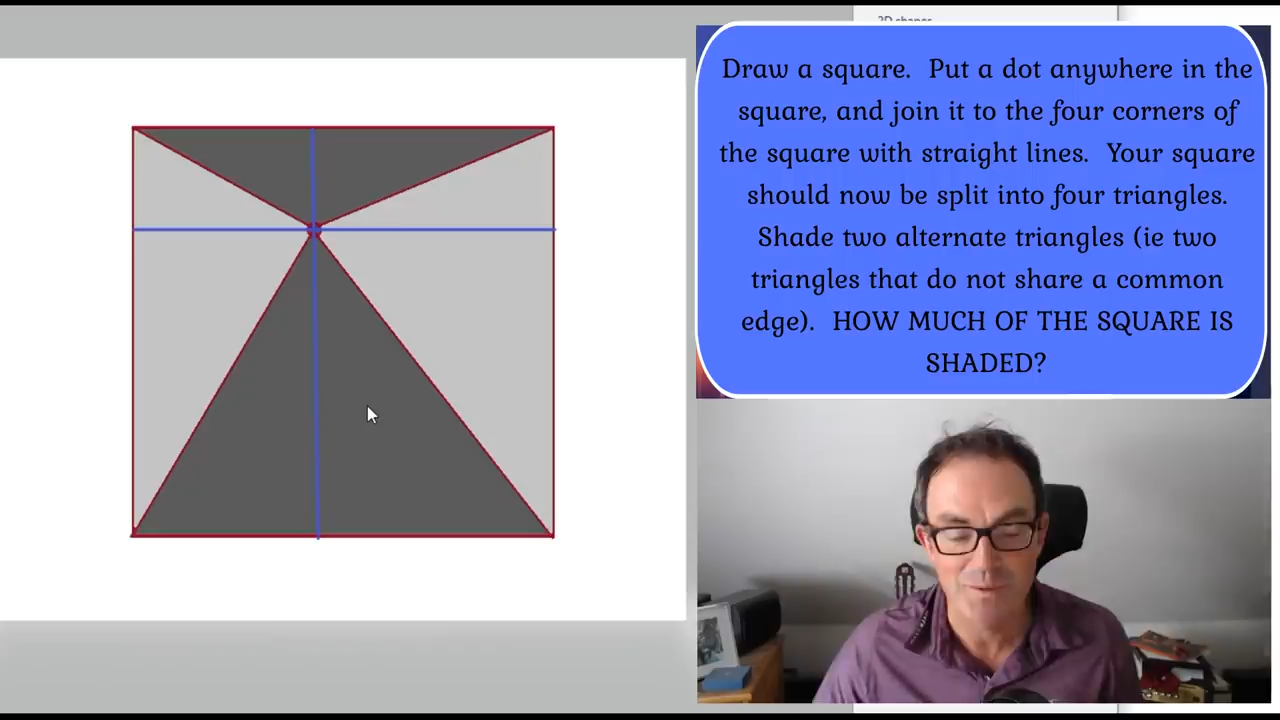 2D shapes
Draw a square. Put a dot anywhere in the
square, and join it to the four corners of
the square with straight lines. Your square
should now be split into four triangles.
Shade two alternate triangles (ie two
triangles that do not share a common
edge). HOW MUCH OF THE SQUARE IS
SHADED?